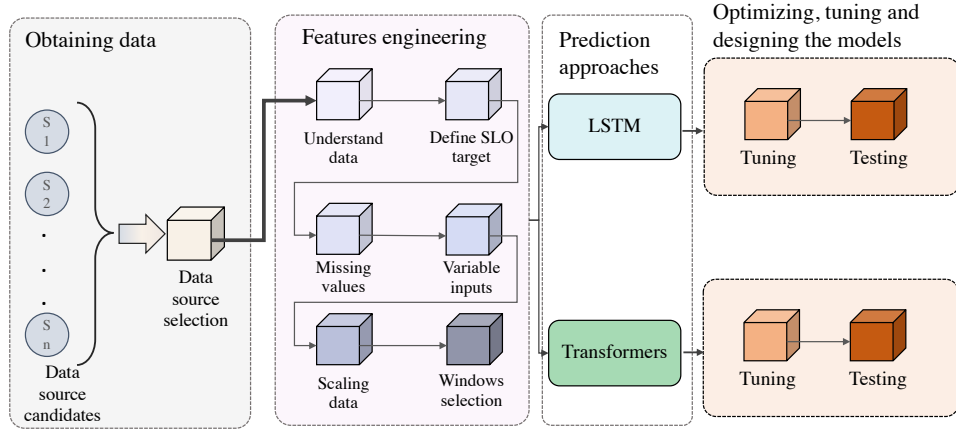 Obtaining data
S
1
S
2
.
.
.
S
n
Data
source
candidates
Data
source
selection
Features engineering
Understand
data
Define SLO
target
Missing
values
Variable
inputs
Scaling
data
Windows
selection
Prediction
approaches
LSTM
Transformers
Optimizing, tuning and
designing the models
Tuning
Testing
Tuning
Testing